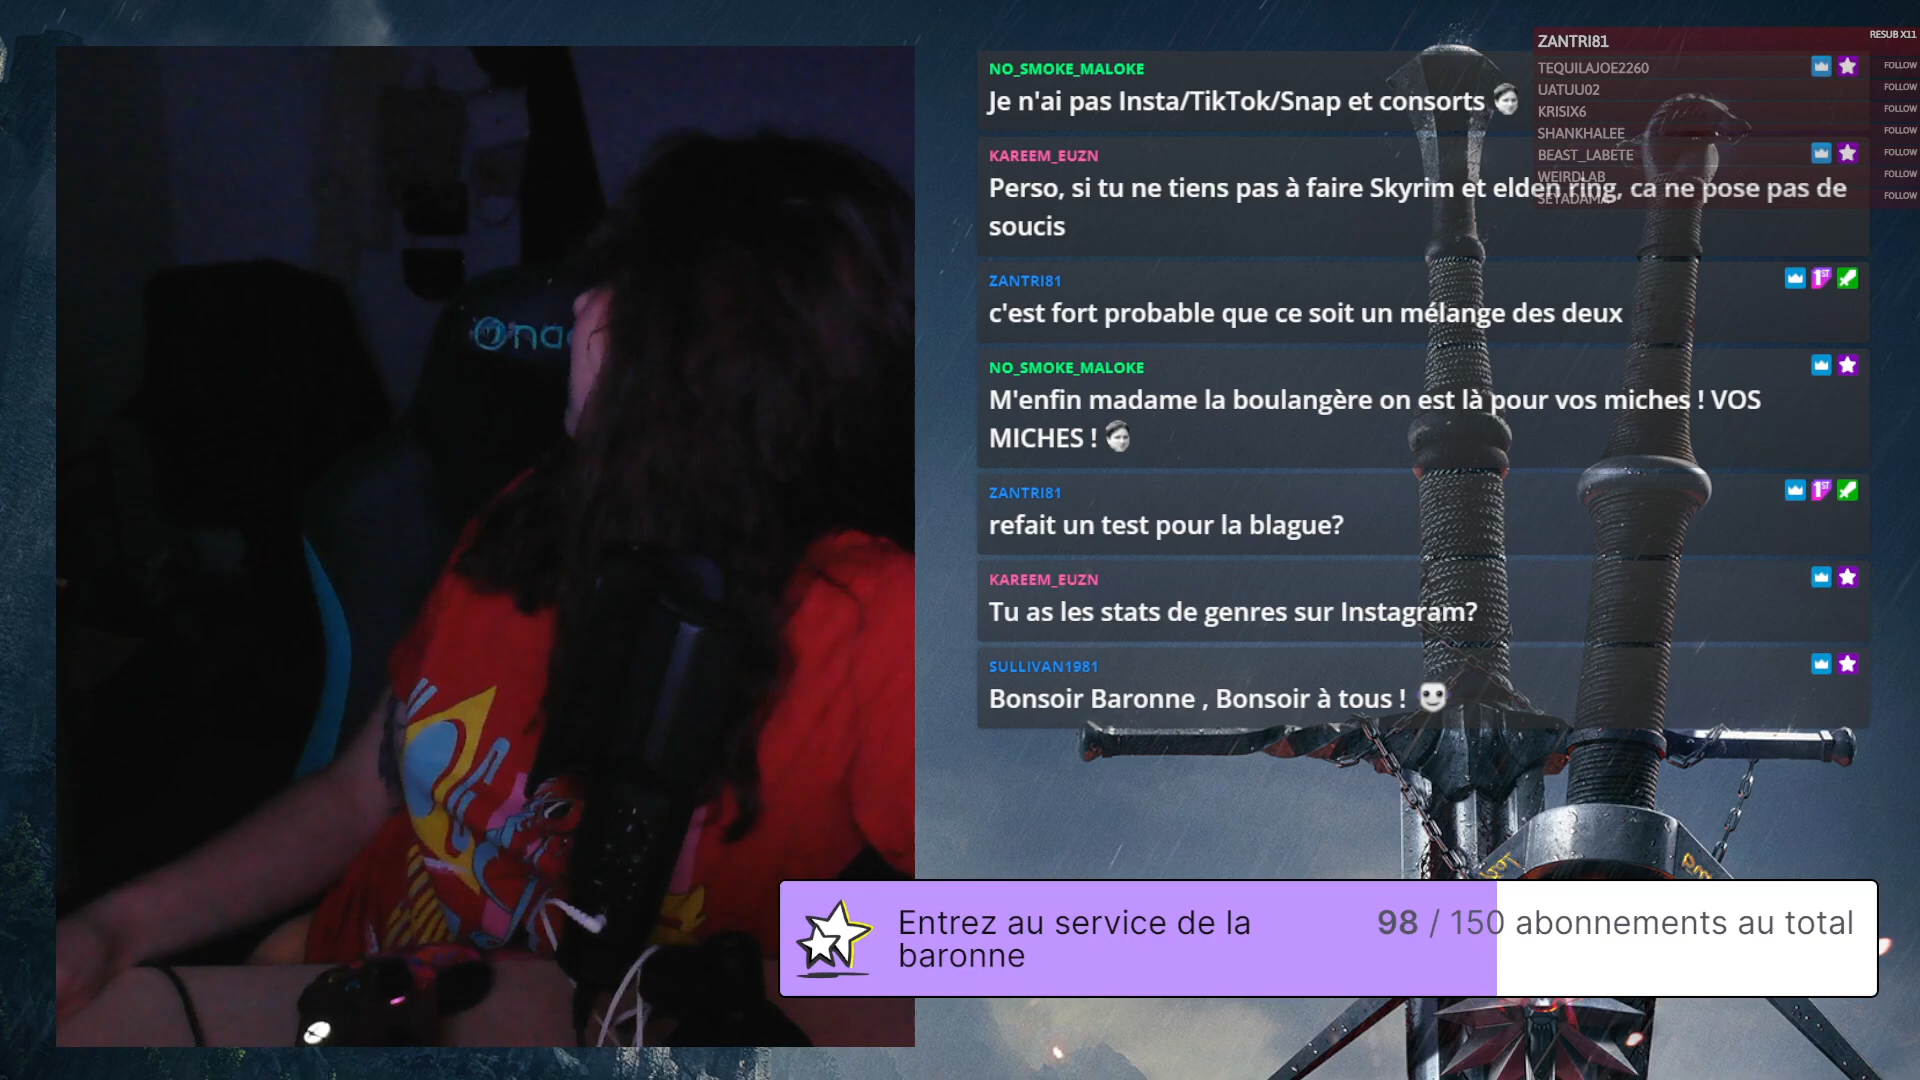 NO_SMOKE_MALOKE
Je n'ai pas Insta/TikTok/Snap et consorts
KAREEM_EUZN
Perso, si tu ne tiens pas à faire Skyrim et elden ring, ca ne pose pas de
soucis
ZANTRI81
c'est fort probable que ce soit un mélange des deux
NO_SMOKE_MALOKE
M'enfin madame la boulangère on est là pour vos miches ! VOS
MICHES !
ZANTRI81
refait un test pour la blague?
KAREEM_EUZN
Tu as les stats de genres sur Instagram?
SULLIVAN1981
Bonsoir Baronne , Bonsoir à tous !
ZANTRI81 RESUB X11
TEQUILAJOE2260 FOLLOW
UATUU02 FOLLOW
KRISIX6 FOLLOW
SHANKHALEE FOLLOW
BEAST_LABETE FOLLOW
WEIRDLAB FOLLOW
FOLLOW
1ST
1ST
Entrez au service de la
baronne
98 / 150 abonnements au total